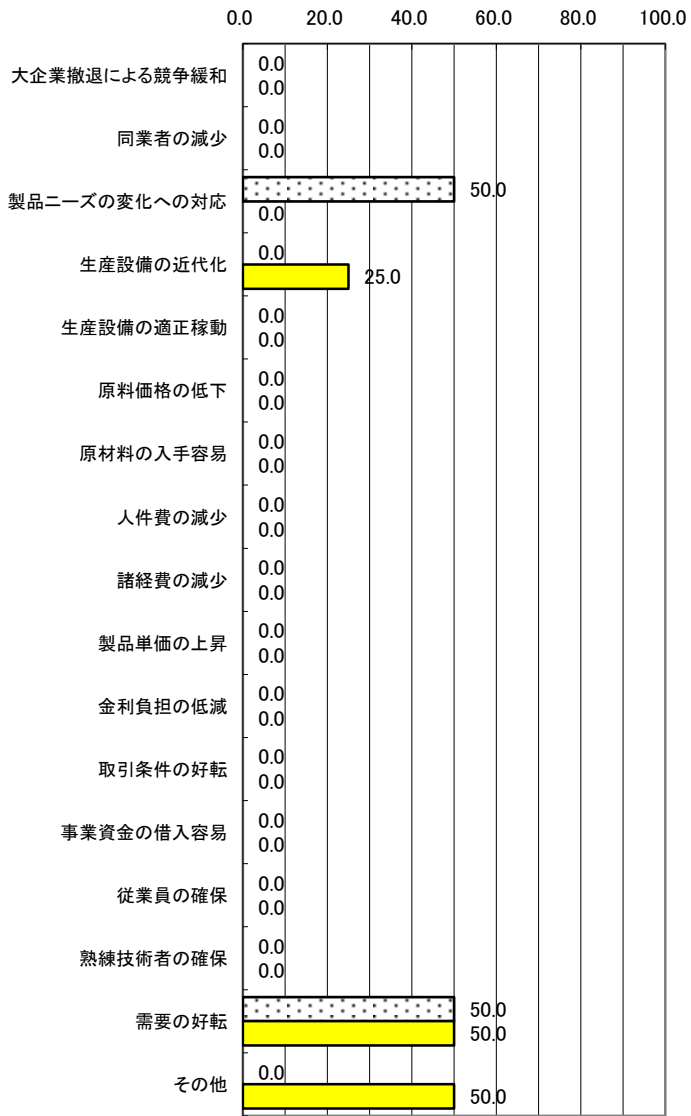 0.0 20.0 40.0 60.0 80.0 100.0
大企業撤退による競争緩和
0.0
0.0
同業者の減少
0.0
0.0
製品ニーズの変化への対応
50.0
0.0
生産設備の近代化
0.0
25.0
生産設備の適正稼動
0.0
0.0
原料価格の低下
0.0
0.0
原材料の入手容易
0.0
0.0
人件費の減少
0.0
0.0
諸経費の減少
0.0
0.0
製品単価の上昇
0.0
0.0
金利負担の低減
0.0
0.0
取引条件の好転
0.0
0.0
事業資金の借入容易
0.0
0.0
従業員の確保
0.0
0.0
熟練技術者の確保
0.0
0.0
需要の好転
50.0
50.0
その他
0.0
50.0